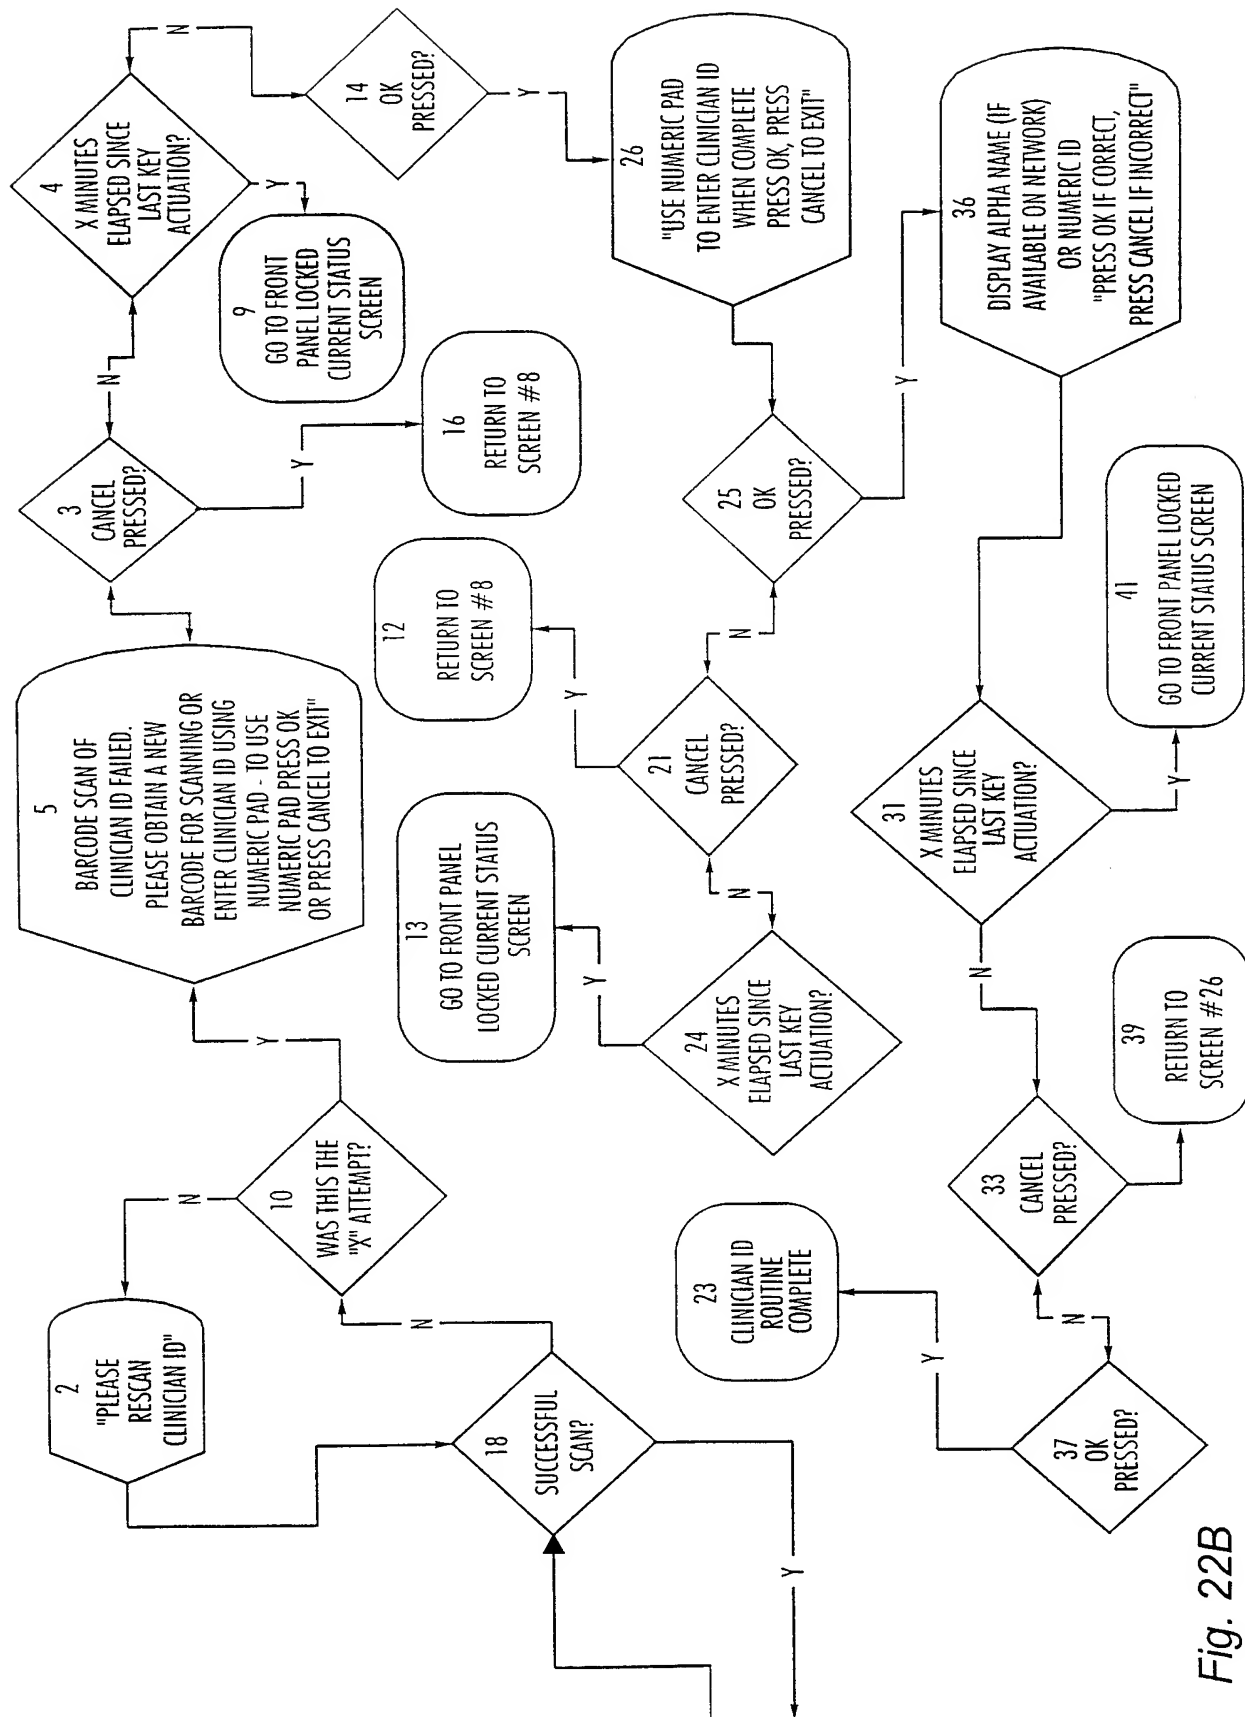 2
"PLEASE
RESCAN
CLINICIAN ID"
18
SUCCESSFUL
SCAN?
N
Y
10
WAS THIS THE
"X" ATTEMPT?
N
Y
5
BARCODE SCAN OF
CLINICIAN ID FAILED.
PLEASE OBTAIN A NEW
BARCODE FOR SCANNING OR
ENTER CLINICIAN ID USING
NUMERIC PAD - TO USE
NUMERIC PAD PRESS OK
OR PRESS CANCEL TO EXIT"
3
CANCEL
PRESSED?
N
Y
16
RETURN TO
SCREEN #8
4
X MINUTES
ELAPSED SINCE
LAST KEY
ACTUATION?
N
Y
9
GO TO FRONT
PANEL LOCKED
CURRENT STATUS
SCREEN
14
OK
PRESSED?
Y
26
"USE NUMERIC PAD
TO ENTER CLINICIAN ID
WHEN COMPLETE
PRESS OK, PRESS
CANCEL TO EXIT"
25
OK
PRESSED?
N
Y
21
CANCEL
PRESSED?
N
Y
12
RETURN TO
SCREEN #8
24
X MINUTES
ELAPSED SINCE
LAST KEY
ACTUATION?
Y
13
GO TO FRONT PANEL
LOCKED CURRENT STATUS
SCREEN
36
DISPLAY ALPHA NAME (IF
AVAILABLE ON NETWORK)
OR NUMERIC ID
"PRESS OK IF CORRECT,
PRESS CANCEL IF INCORRECT"
31
X MINUTES
ELAPSED SINCE
LAST KEY
ACTUATION?
N
Y
41
GO TO FRONT PANEL LOCKED
CURRENT STATUS SCREEN
33
CANCEL
PRESSED?
N
39
RETURN TO
SCREEN #26
37
OK
PRESSED?
Y
23
CLINICIAN ID
ROUTINE
COMPLETE
Fig. 22B